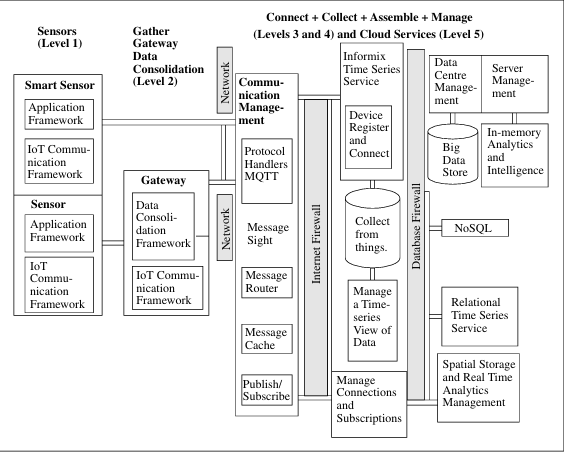 Connect + Collect + Assemble + Manage
(Levels 3 and 4) and Cloud Services (Level 5)
Sensors
(Level 1)
Gather
Gateway
Data
Consolidation
(Level 2)
Smart Sensor
Application
Framework
IoT Commu-
nication
Framework
Sensor
Application
Framework
IoT
Commu-
nication
Framework
Gateway
Data
Consoli-
dation
Framework
IoT Commu-
nication
Framework
Network
Network
Commu-
nication
Manage-
ment
Protocol
Handlers
MQTT
Message
Sight
Message
Router
Message
Cache
Publish/
Subscribe
Internet Firewall
Informix
Time Series
Service
Device
Register
and
Connect
Collect
from
things.
Manage
a Time-
series
View of
Data
Manage
Connections
and
Subscriptions
Database Firewall
Data
Centre
Manage-
ment
Server
Manage-
ment
Big
Data
Store
In-memory
Analytics
and
Intelligence
NoSQL
Relational
Time Series
Service
Spatial Storage
and Real Time
Analytics
Management